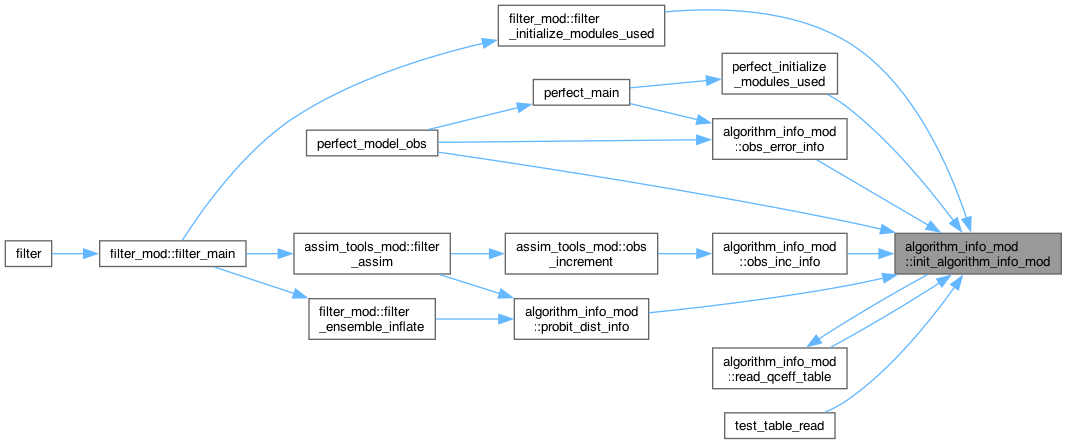 filter_mod::filter
_initialize_modules_used
perfect_initialize
_modules_used
perfect_main
algorithm_info_mod
::obs_error_info
perfect_model_obs
filter
filter_mod::filter_main
assim_tools_mod::filter
_assim
assim_tools_mod::obs
_increment
algorithm_info_mod
::obs_inc_info
algorithm_info_mod
::init_algorithm_info_mod
filter_mod::filter
_ensemble_inflate
algorithm_info_mod
::probit_dist_info
algorithm_info_mod
::read_qceff_table
test_table_read